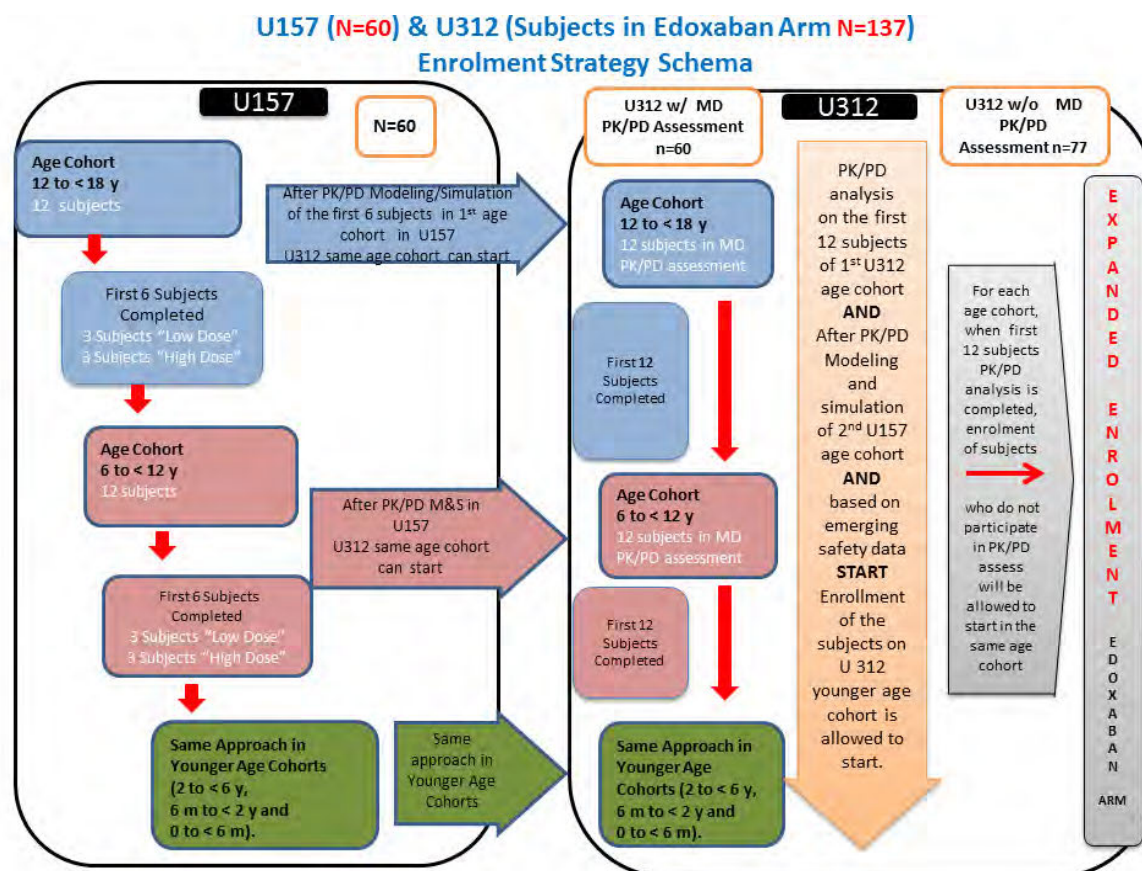 U157 (N=60) & U312 (Subjects in Edoxaban Arm N=137)
Enrolment Strategy Schema
U157
N=60
Age Cohort
12 to < 18 y
12 subjects
First 6 Subjects
Completed
3 Subjects "Low Dose"
3 Subjects "High Dose"
Age Cohort
6 to < 12 y
12 subjects
First 6 Subjects
Completed
3 Subjects "Low Dose"
3 Subjects "High Dose"
Same Approach in
Younger Age Cohorts
(2 to < 6 y,
6 m to < 2 y and
0 to < 6 m).
After PK/PD Modeling/Simulation
of the first 6 subjects in 1st age
cohort in U157
U312 same age cohort can start
After PK/PD M&S in
U157
U312 same age cohort
can start
Same
approach in
Younger Age
Cohorts
U312 w/ MD
PK/PD Assessment
n=60
Age Cohort
12 to < 18 y
12 subjects in MD
PK/PD assessment
First 12
Subjects
Completed
Age Cohort
6 to < 12 y
12 subjects in MD
PK/PD assessment
First 12
Subjects
Completed
Same Approach in
Younger Age
Cohorts (2 to < 6 y,
6 m to < 2 y and
0 to < 6 m).
U312
PK/PD
analysis
on the first
12 subjects
of 1st U312
age cohort
AND
After PK/PD
Modeling
and
simulation
of 2nd U157
age cohort
AND
based on
emerging
safety data
START
Enrollment
of the
subjects on
U 312
younger age
cohort is
allowed to
start.
U312 w/o MD
PK/PD
Assessment n=77
For each
age cohort,
when first
12 subjects
PK/PD
analysis is
completed,
enrolment
of subjects
who do not
participate
in PK/PD
assess
will be
allowed to
start in the
same age
cohort
EXPANDED ENROLMENT
EDOXABAN ARM